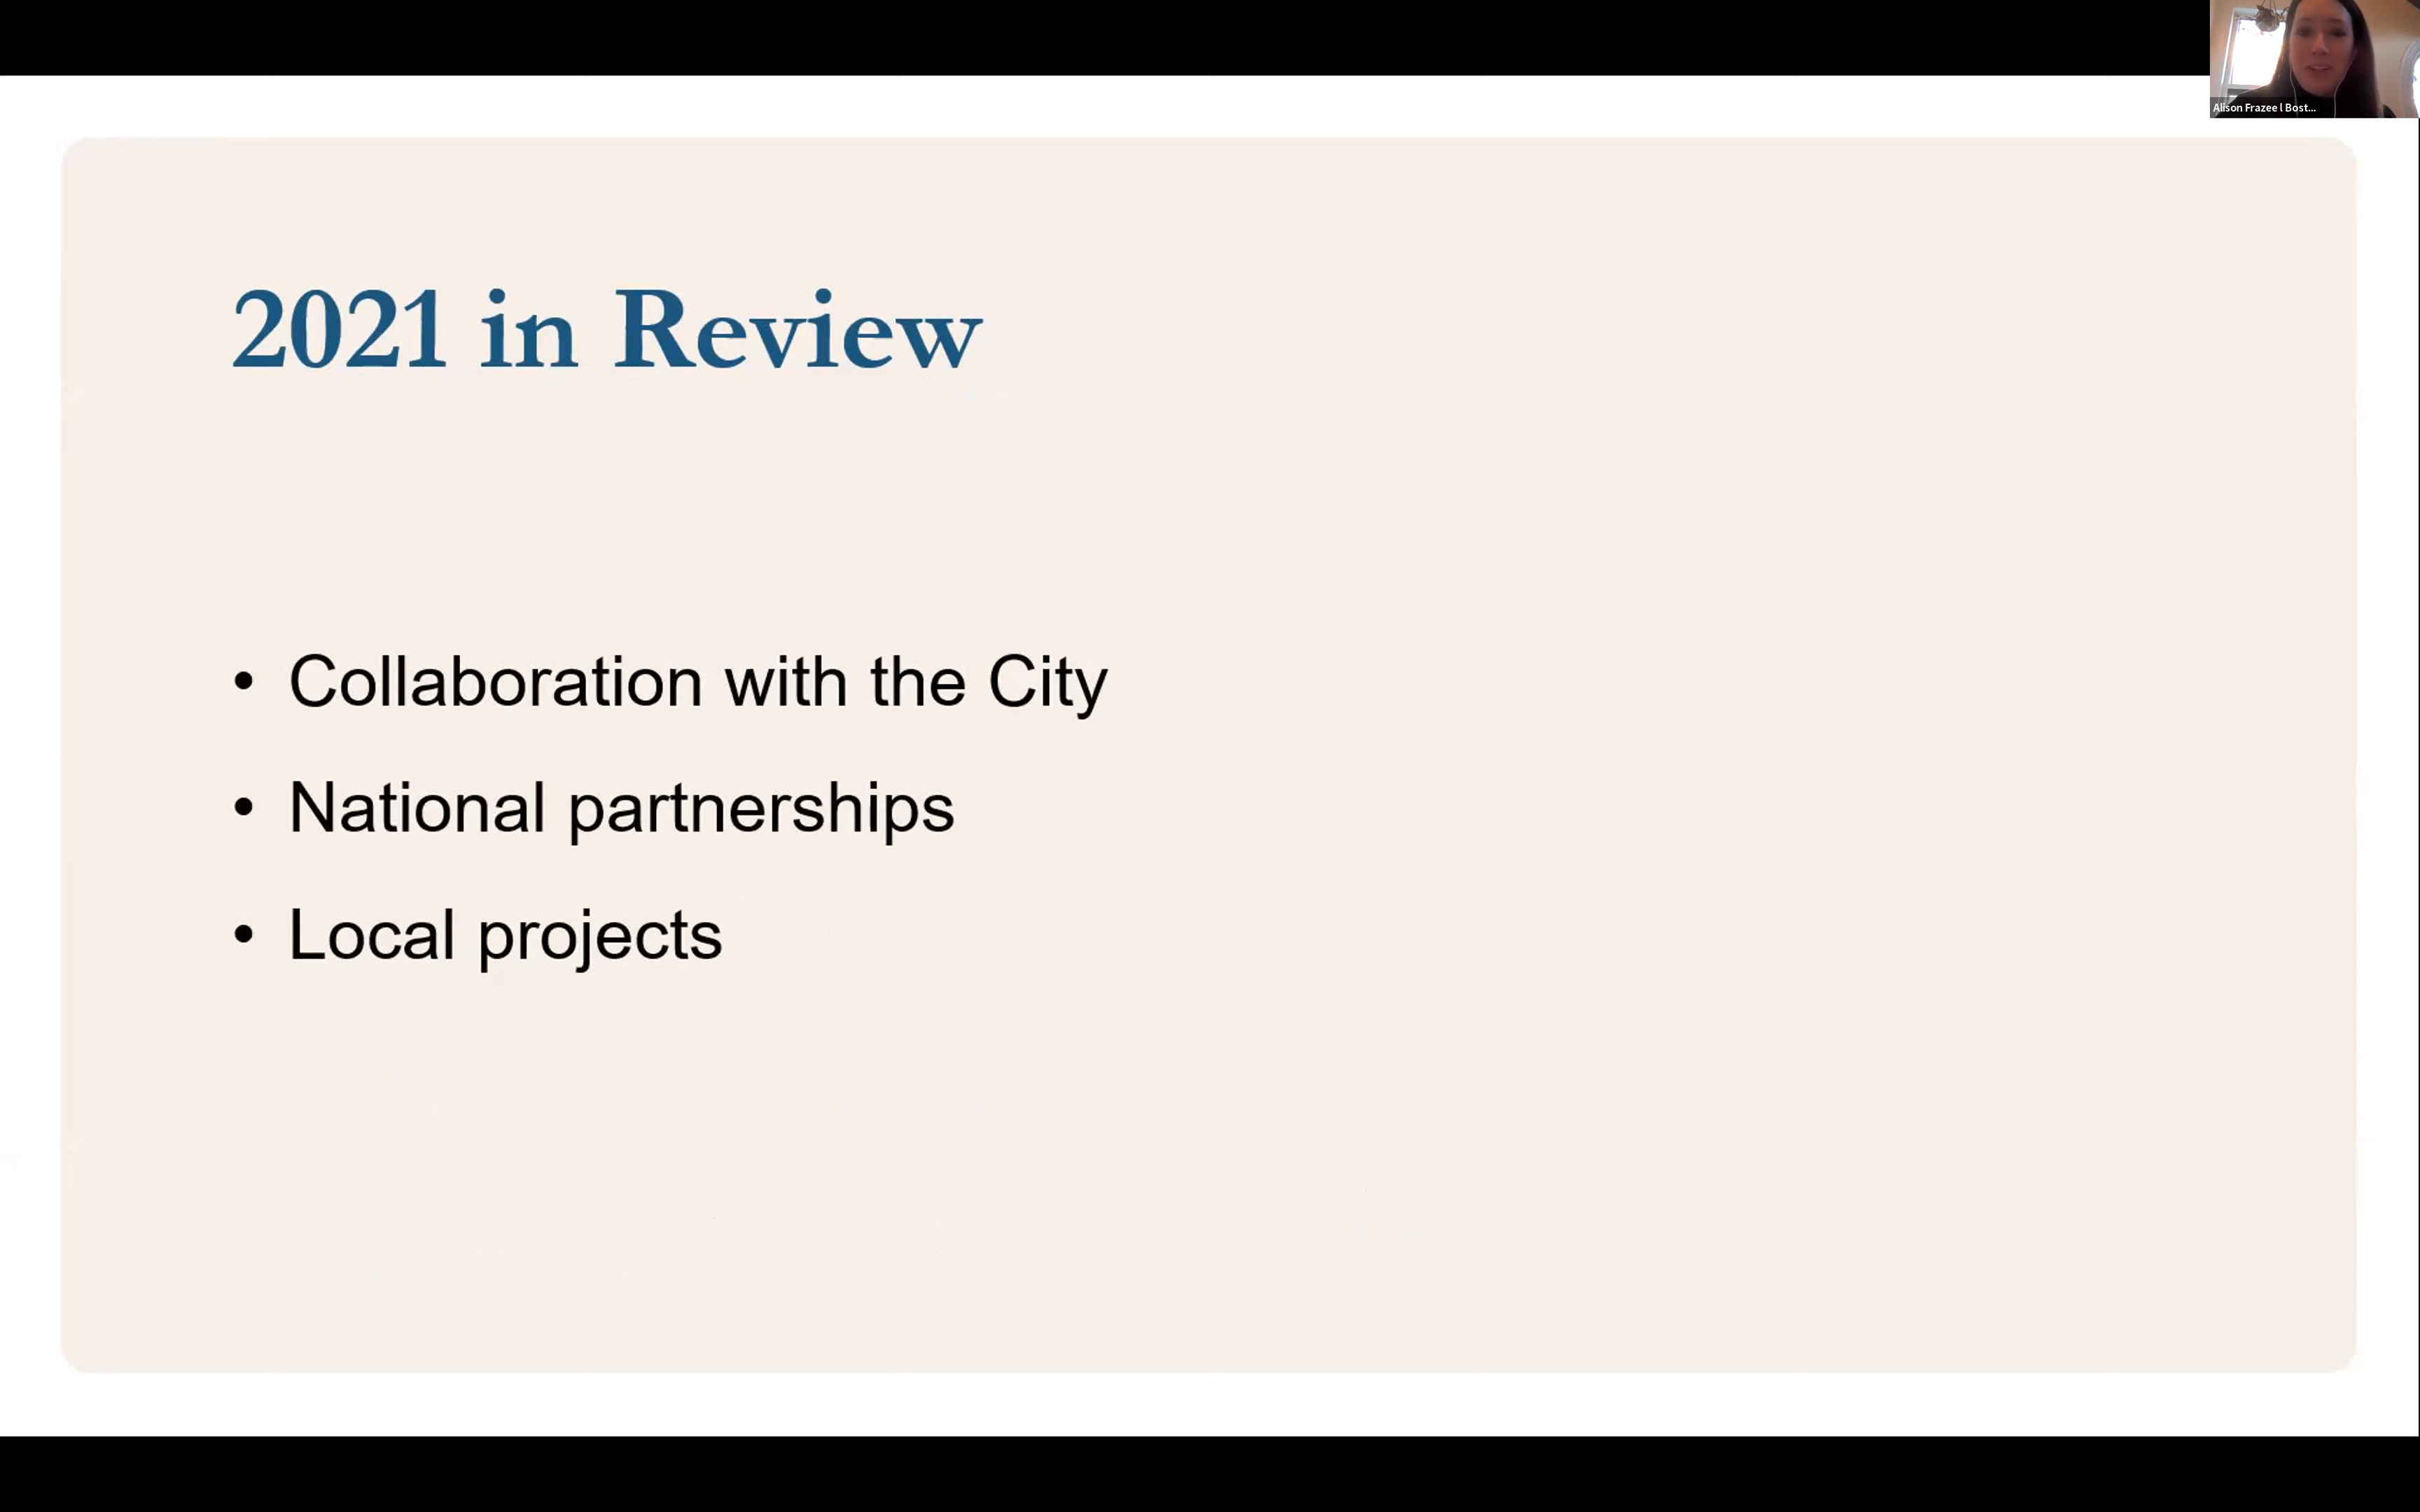 Alison Frazee l Bost...
2021 in Review
• Collaboration with the City
• National partnerships
• Local projects